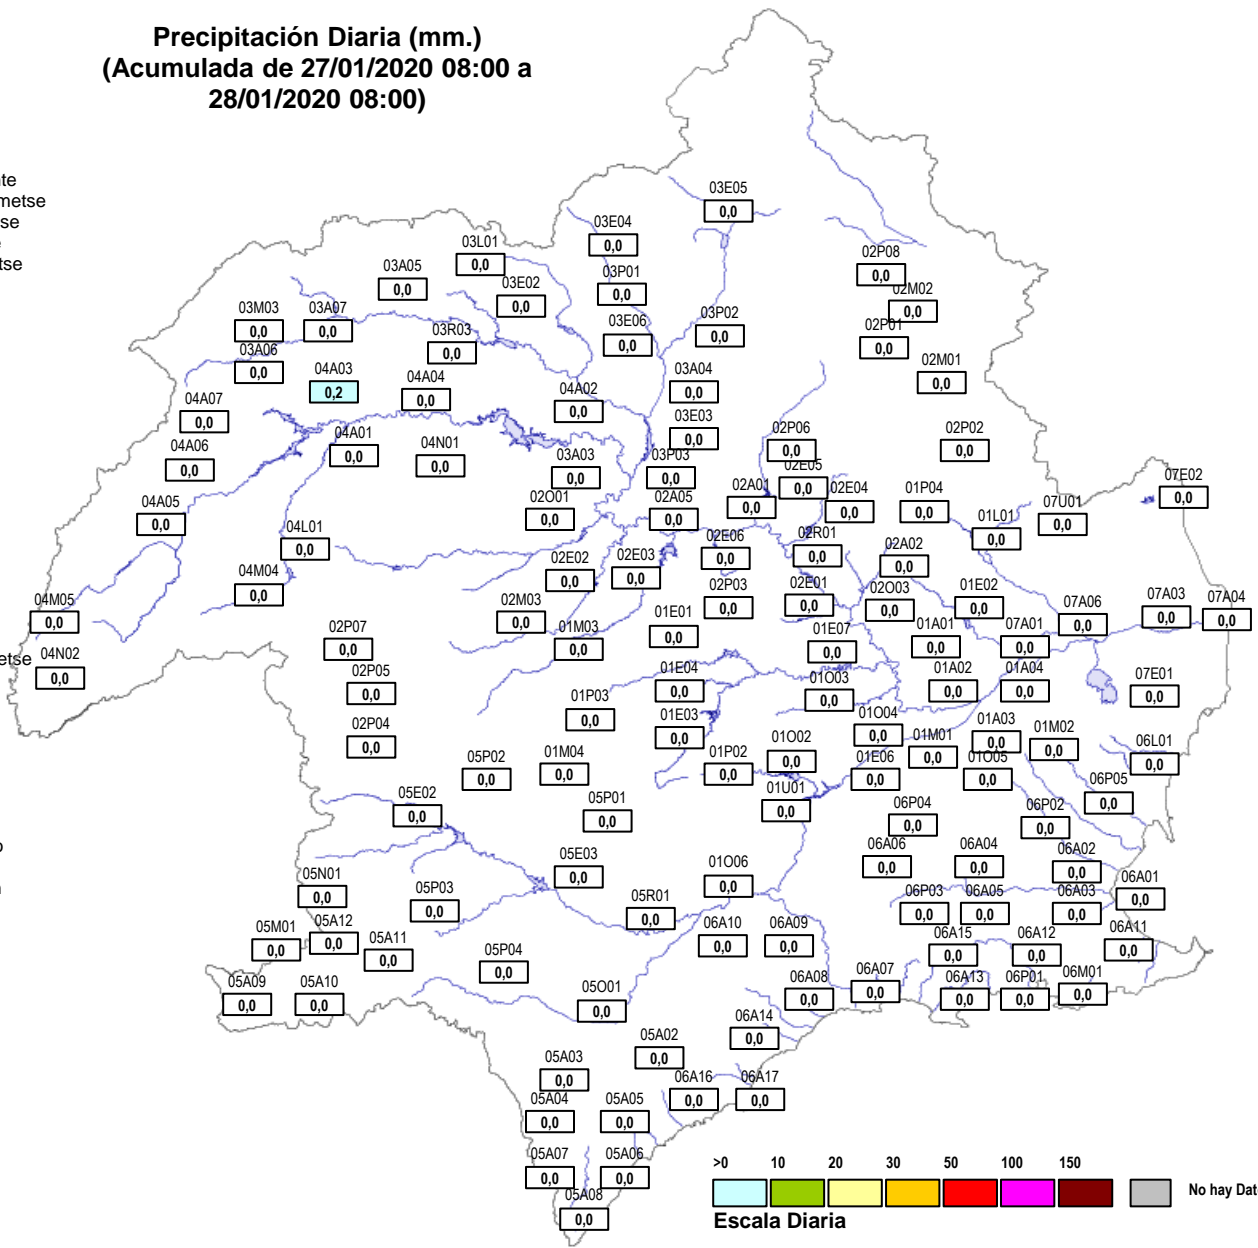 Precipitación Diaria (mm.)
(Acumulada de 27/01/2020 08:00 a
28/01/2020 08:00)
te
metse
se
tse
etse
03E05
0,0
03E04
0,0
03L01
0,0
02P08
0,0
03A05
0,0
03P01
0,0
03E02
0,0
02M02
0,0
03M03
0,0
03A07
0,0
03P02
0,0
03E06
0,0
02P01
0,0
03R03
0,0
03A06
0,0
02M01
0,0
04A03
0,2
04A04
0,0
03A04
0,0
04A02
0,0
04A07
0,0
03E03
0,0
02P06
0,0
02P02
0,0
04A01
0,0
04N01
0,0
04A06
0,0
03A03
0,0
03P03
0,0
02E05
0,0
07E02
0,0
02A01
0,0
02E04
0,0
01P04
0,0
02O01
0,0
02A05
0,0
04A05
0,0
07U01
0,0
01L01
0,0
04L01
0,0
02E06
0,0
02R01
0,0
02A02
0,0
02E02
0,0
02E03
0,0
04M04
0,0
02P03
0,0
02E01
0,0
02O03
0,0
01E02
0,0
07A03
0,0
07A04
0,0
04M05
0,0
02M03
0,0
07A06
0,0
01E01
0,0
02P07
0,0
01M03
0,0
01E07
0,0
01A01
0,0
07A01
0,0
04N02
0,0
02P05
0,0
01E04
0,0
01O03
0,0
01A02
0,0
01A04
0,0
07E01
0,0
01P03
0,0
01E03
0,0
01O04
0,0
02P04
0,0
01A03
0,0
01M02
0,0
01O02
0,0
01M01
0,0
06L01
0,0
05P02
0,0
01M04
0,0
01P02
0,0
01E06
0,0
01O05
0,0
06P05
0,0
05E02
0,0
01U01
0,0
05P01
0,0
06P04
0,0
06P02
0,0
05E03
0,0
01O06
0,0
06A06
0,0
06A04
0,0
06A02
0,0
05N01
0,0
06A01
0,0
05P03
0,0
05R01
0,0
06P03
0,0
06A05
0,0
06A03
0,0
05M01
0,0
05A12
0,0
05A11
0,0
06A10
0,0
06A09
0,0
06A15
0,0
06A12
0,0
06A11
0,0
05P04
0,0
05A09
0,0
05A10
0,0
05O01
0,0
06A08
0,0
06A07
0,0
06A13
0,0
06P01
0,0
06M01
0,0
06A14
0,0
05A02
0,0
05A03
0,0
06A16
0,0
06A17
0,0
05A04
0,0
05A05
0,0
05A07
0,0
05A06
0,0
05A08
0,0
>0 10 20 30 50 100 150
No hay Dat
Escala Diaria